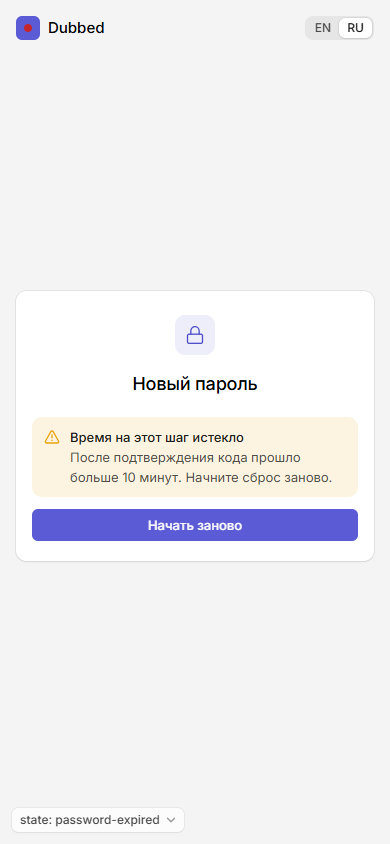 Dubbed
EN RU
Новый пароль
Время на этот шаг истекло
После подтверждения кода прошло
больше 10 минут. Начните сброс заново.
Начать заново
state: password-expired